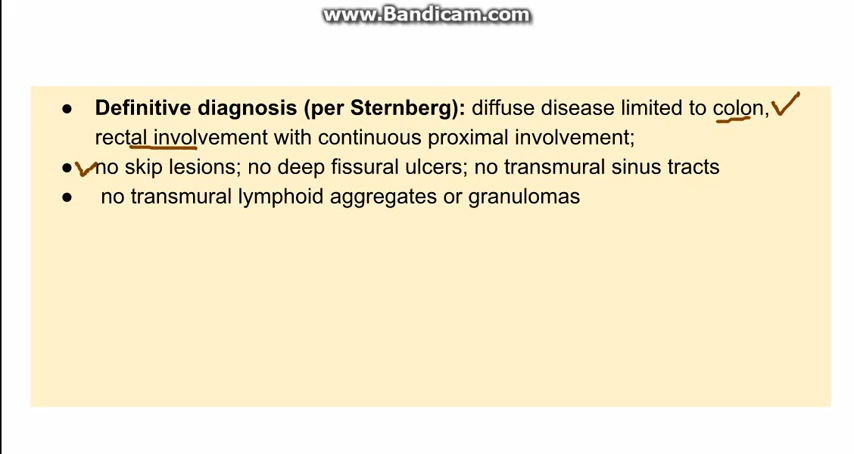 www.Bandicam.com
● Definitive diagnosis (per Sternberg): diffuse disease limited to colon,
rectal involvement with continuous proximal involvement;
● no skip lesions; no deep fissural ulcers; no transmural sinus tracts
● no transmural lymphoid aggregates or granulomas